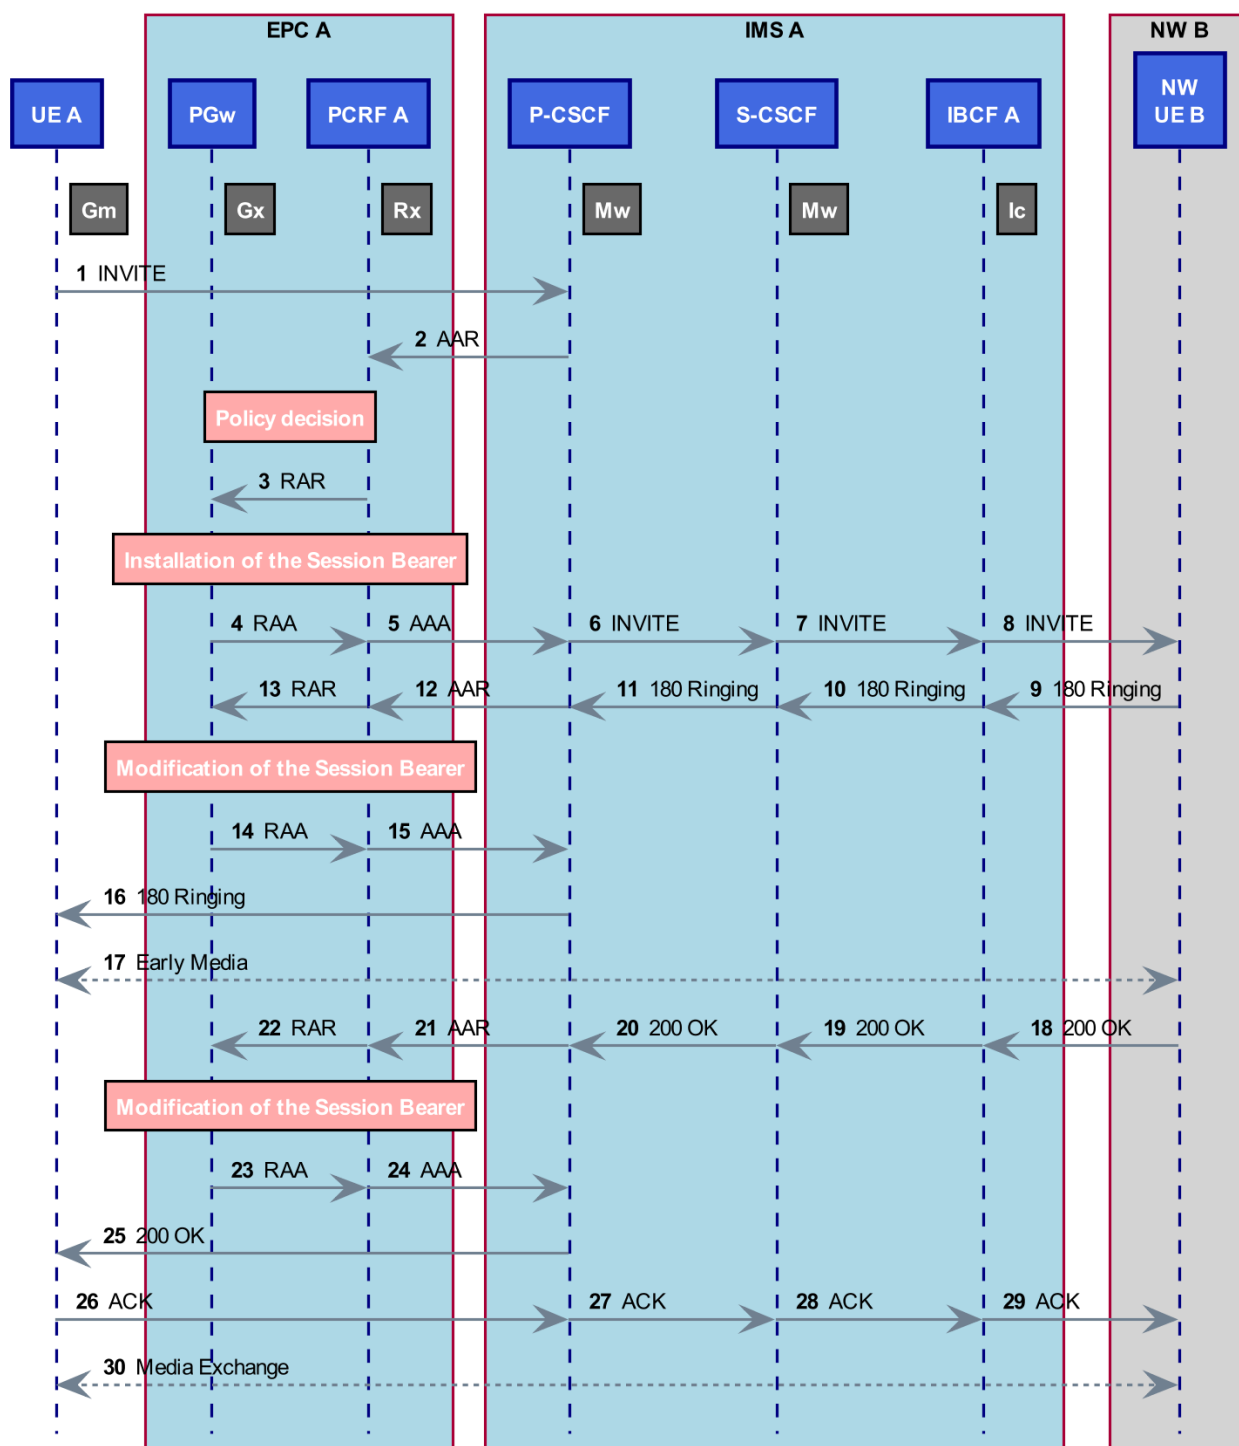 EPC A
IMS A
NW B
UE A
PGw
PCRF A
P-CSCF
S-CSCF
IBCF A
NW
UE B
Gm
Gx
Rx
Mw
Mw
Ic
1 INVITE
2 AAR
Policy decision
3 RAR
Installation of the Session Bearer
4 RAA
5 AAA
6 INVITE
7 INVITE
8 INVITE
13 RAR
12 AAR
11 180 Ringing
10 180 Ringing
9 180 Ringing
Modification of the Session Bearer
14 RAA
15 AAA
16 180 Ringing
17 Early Media
22 RAR
21 AAR
20 200 OK
19 200 OK
18 200 OK
Modification of the Session Bearer
23 RAA
24 AAA
25 200 OK
26 ACK
27 ACK
28 ACK
29 ACK
30 Media Exchange